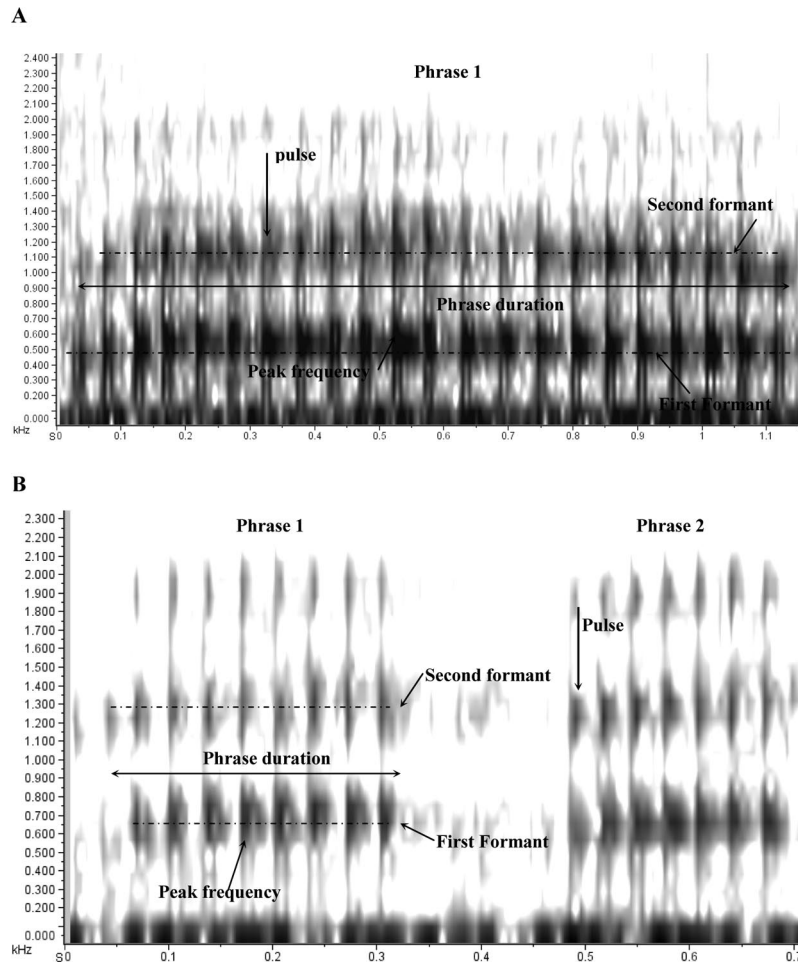 A
2.400
2.300
2.200
2.100
2.000
1.900
1.800
1.700
1.600
1.500
1.400
1.300
1.200
1.100
1.000
0.900
0.800
0.700
0.600
0.500
0.400
0.300
0.200
0.100
0.000
kHz
Phrase 1
pulse
Second formant
Phrase duration
Peak frequency
First Formant
S0 0.1 0.2 0.3 0.4 0.5 0.6 0.7 0.8 0.9 1 1.1
B
2.300
2.200
2.100
2.000
1.900
1.800
1.700
1.600
1.500
1.400
1.300
1.200
1.100
1.000
0.900
0.800
0.700
0.600
0.500
0.400
0.300
0.200
0.100
0.000
kHz
Phrase 1 Phrase 2
Pulse
Second formant
Phrase duration
First Formant
Peak frequency
S0 0.1 0.2 0.3 0.4 0.5 0.6 0.7